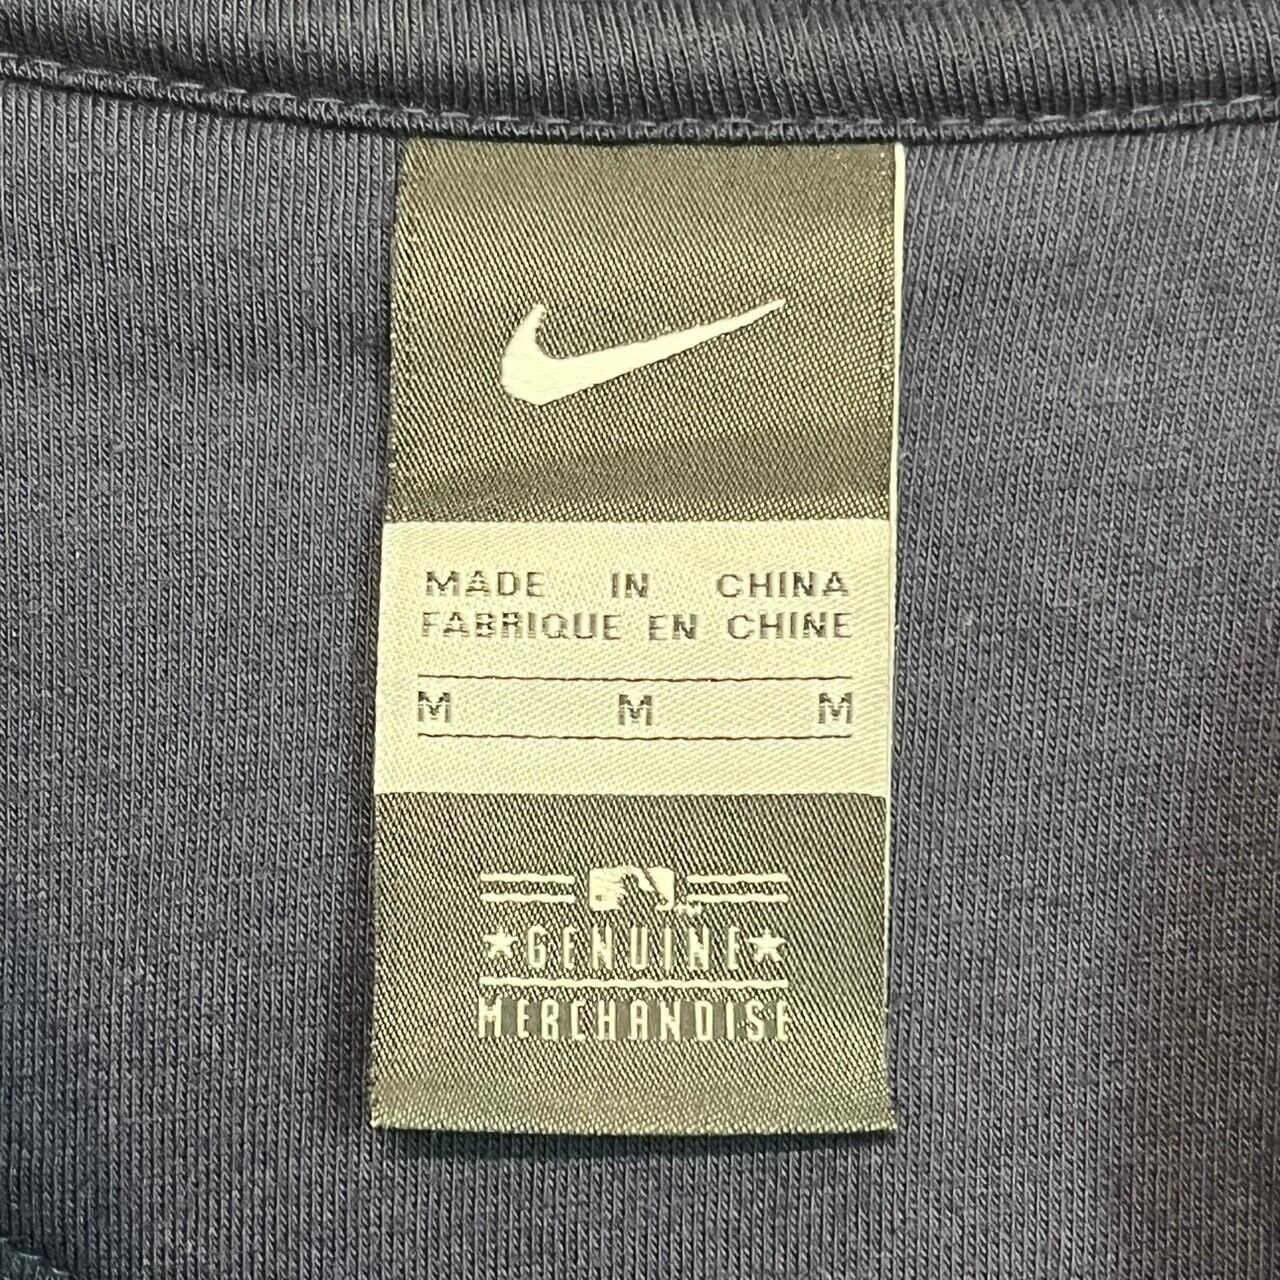 MADE IN CHINA
FABRIQUE EN CHINE
M M M
GENUINE
MERCHANDISE